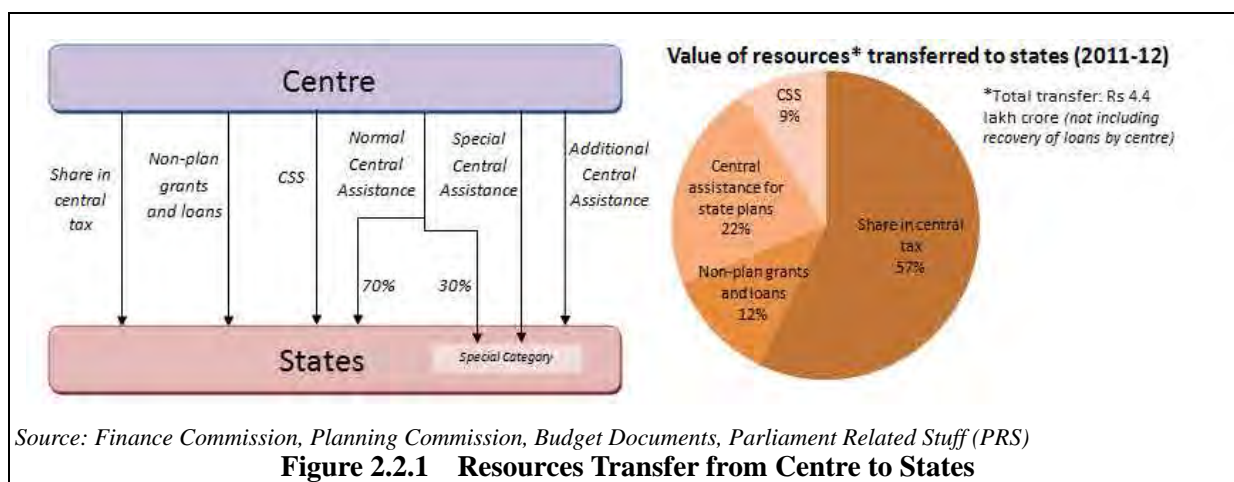 Centre
Share in
central
tax
Non-plan
grants
and loans
CSS
Normal
Central
Assistance
Special
Central
Assistance
Additional
Central
Assistance
70%
30%
States
Special Category
Value of resources* transferred to states (2011-12)
*Total transfer: Rs 4.4
lakh crore (not including
recovery of loans by centre)
CSS
9%
Central
assistance for
state plans
22%
Share in central
tax
57%
Non-plan grants
and loans
12%
Source: Finance Commission, Planning Commission, Budget Documents, Parliament Related Stuff (PRS)
Figure 2.2.1 Resources Transfer from Centre to States